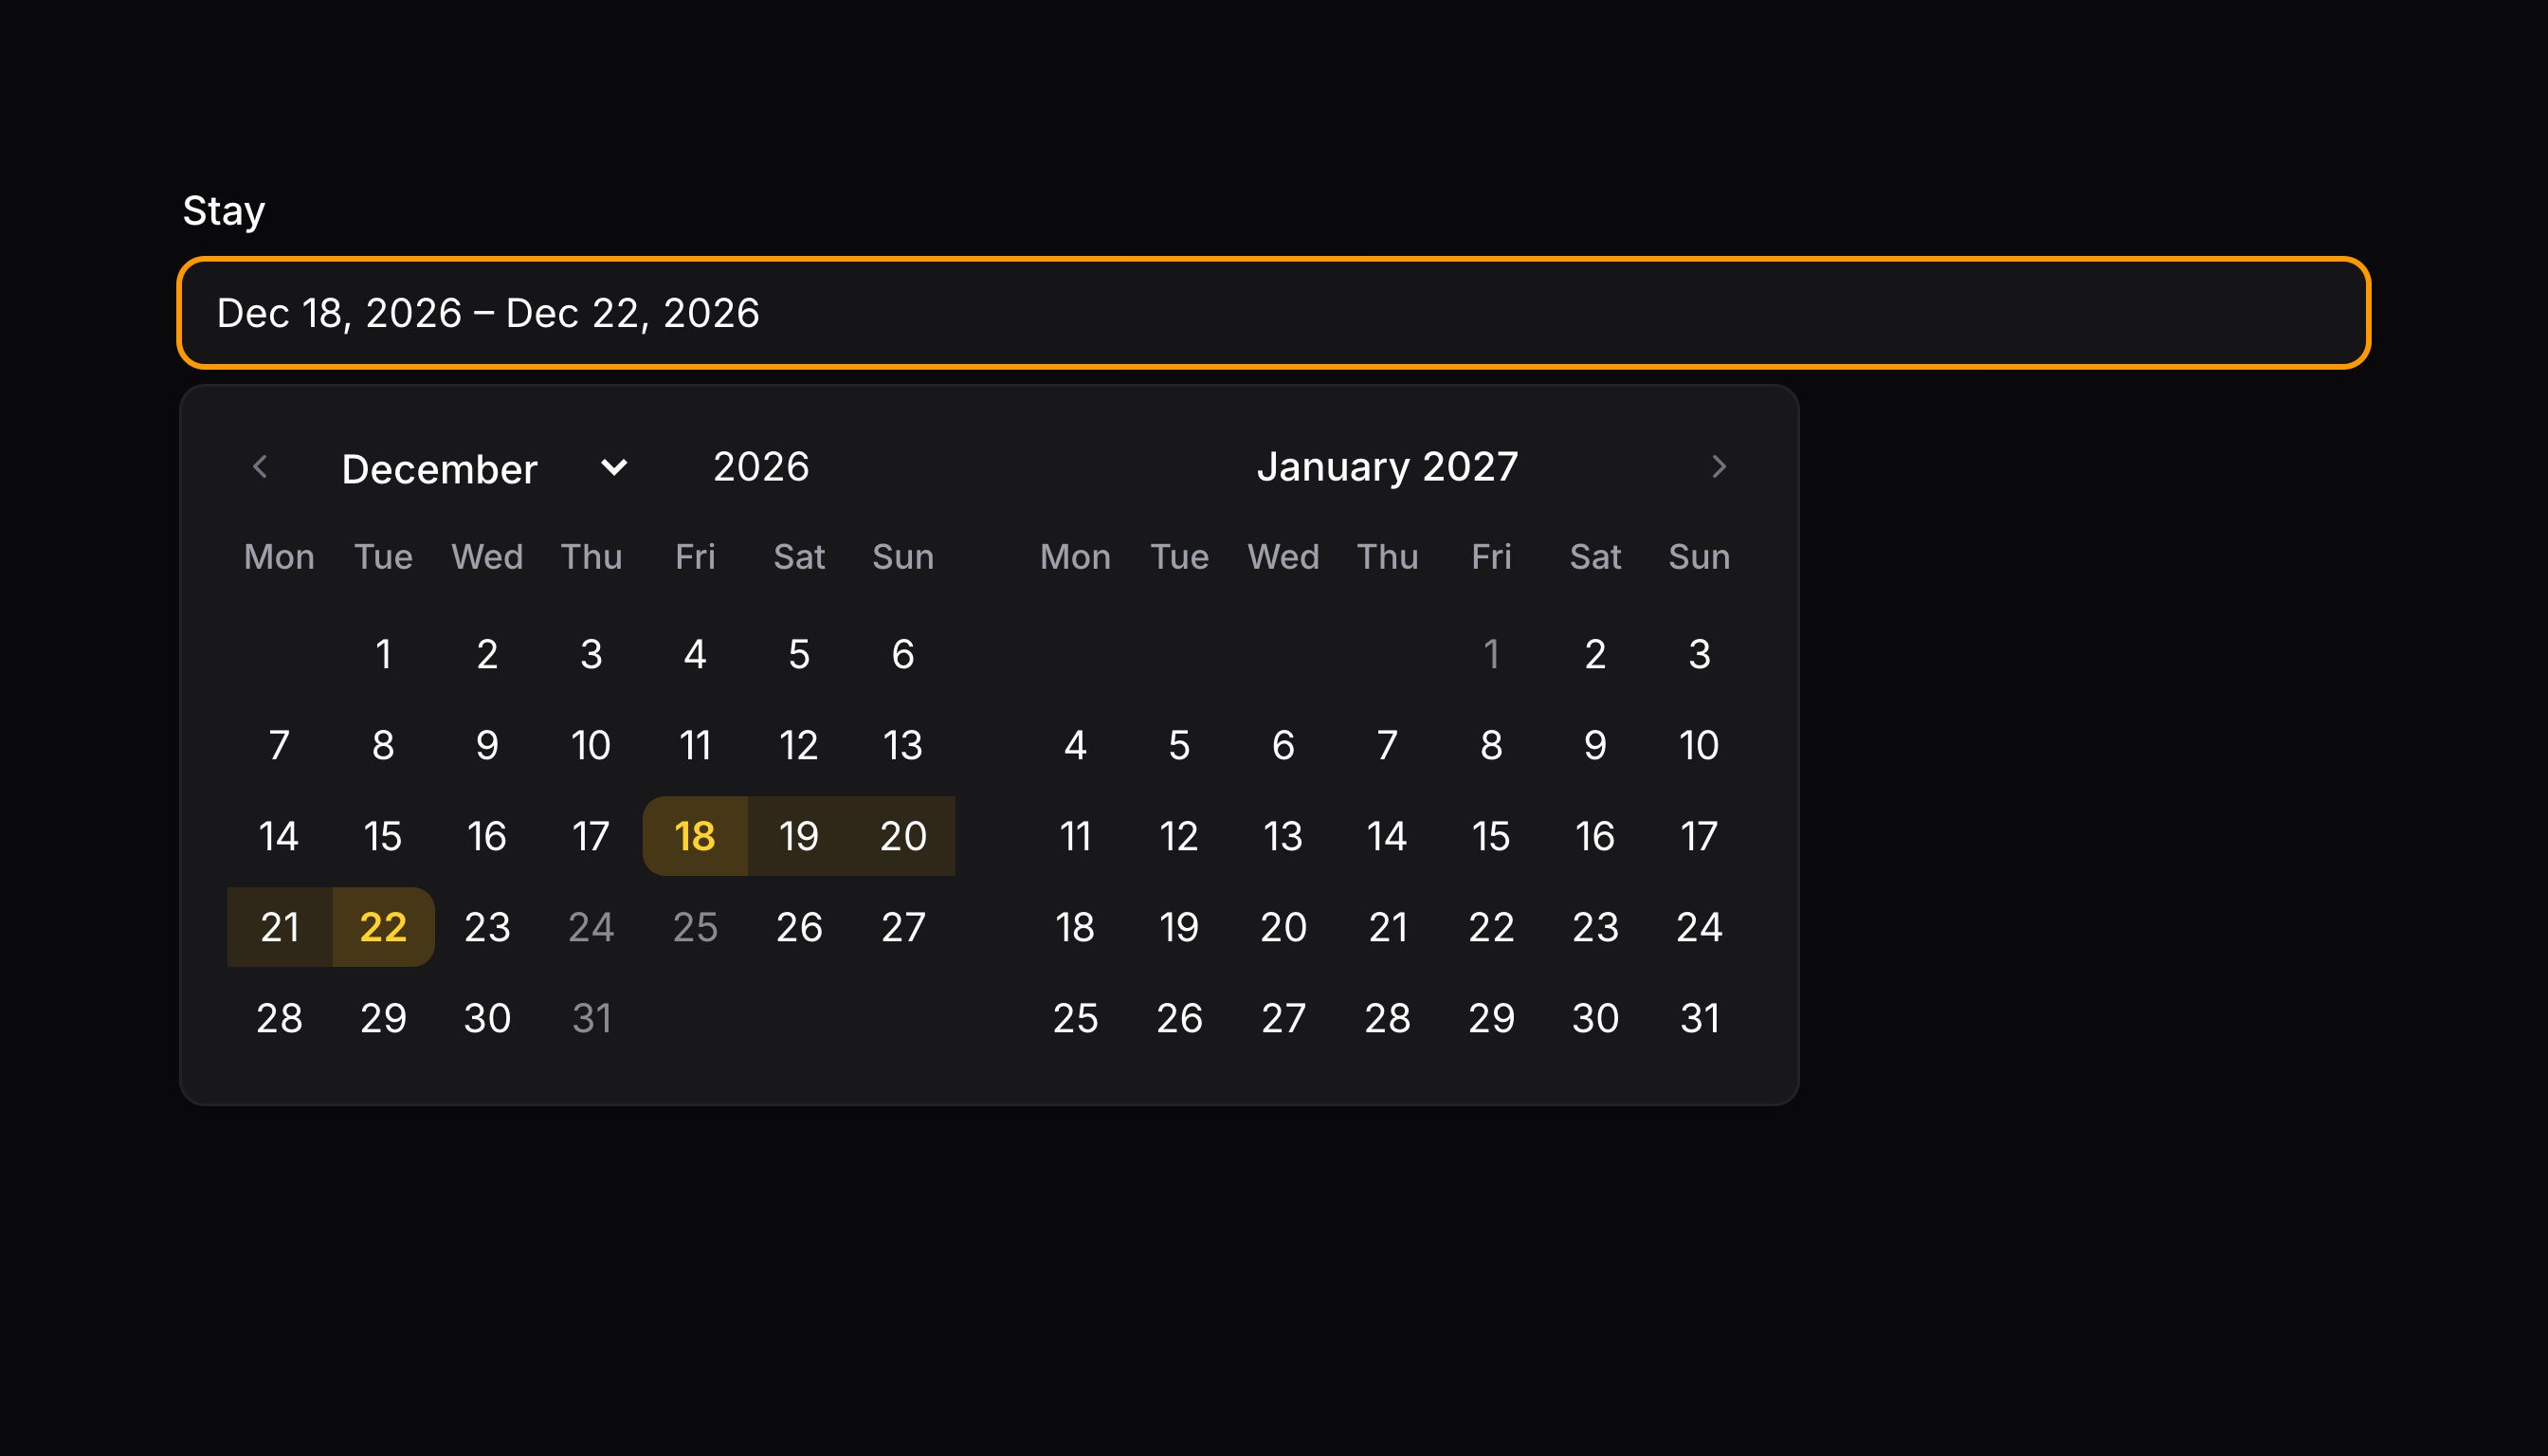 Stay
Dec 18, 2026 – Dec 22, 2026
December 2026
Mon Tue Wed Thu Fri Sat Sun
1 2 3 4 5 6
7 8 9 10 11 12 13
14 15 16 17 18 19 20
21 22 23 24 25 26 27
28 29 30 31
January 2027
Mon Tue Wed Thu Fri Sat Sun
1 2 3
4 5 6 7 8 9 10
11 12 13 14 15 16 17
18 19 20 21 22 23 24
25 26 27 28 29 30 31